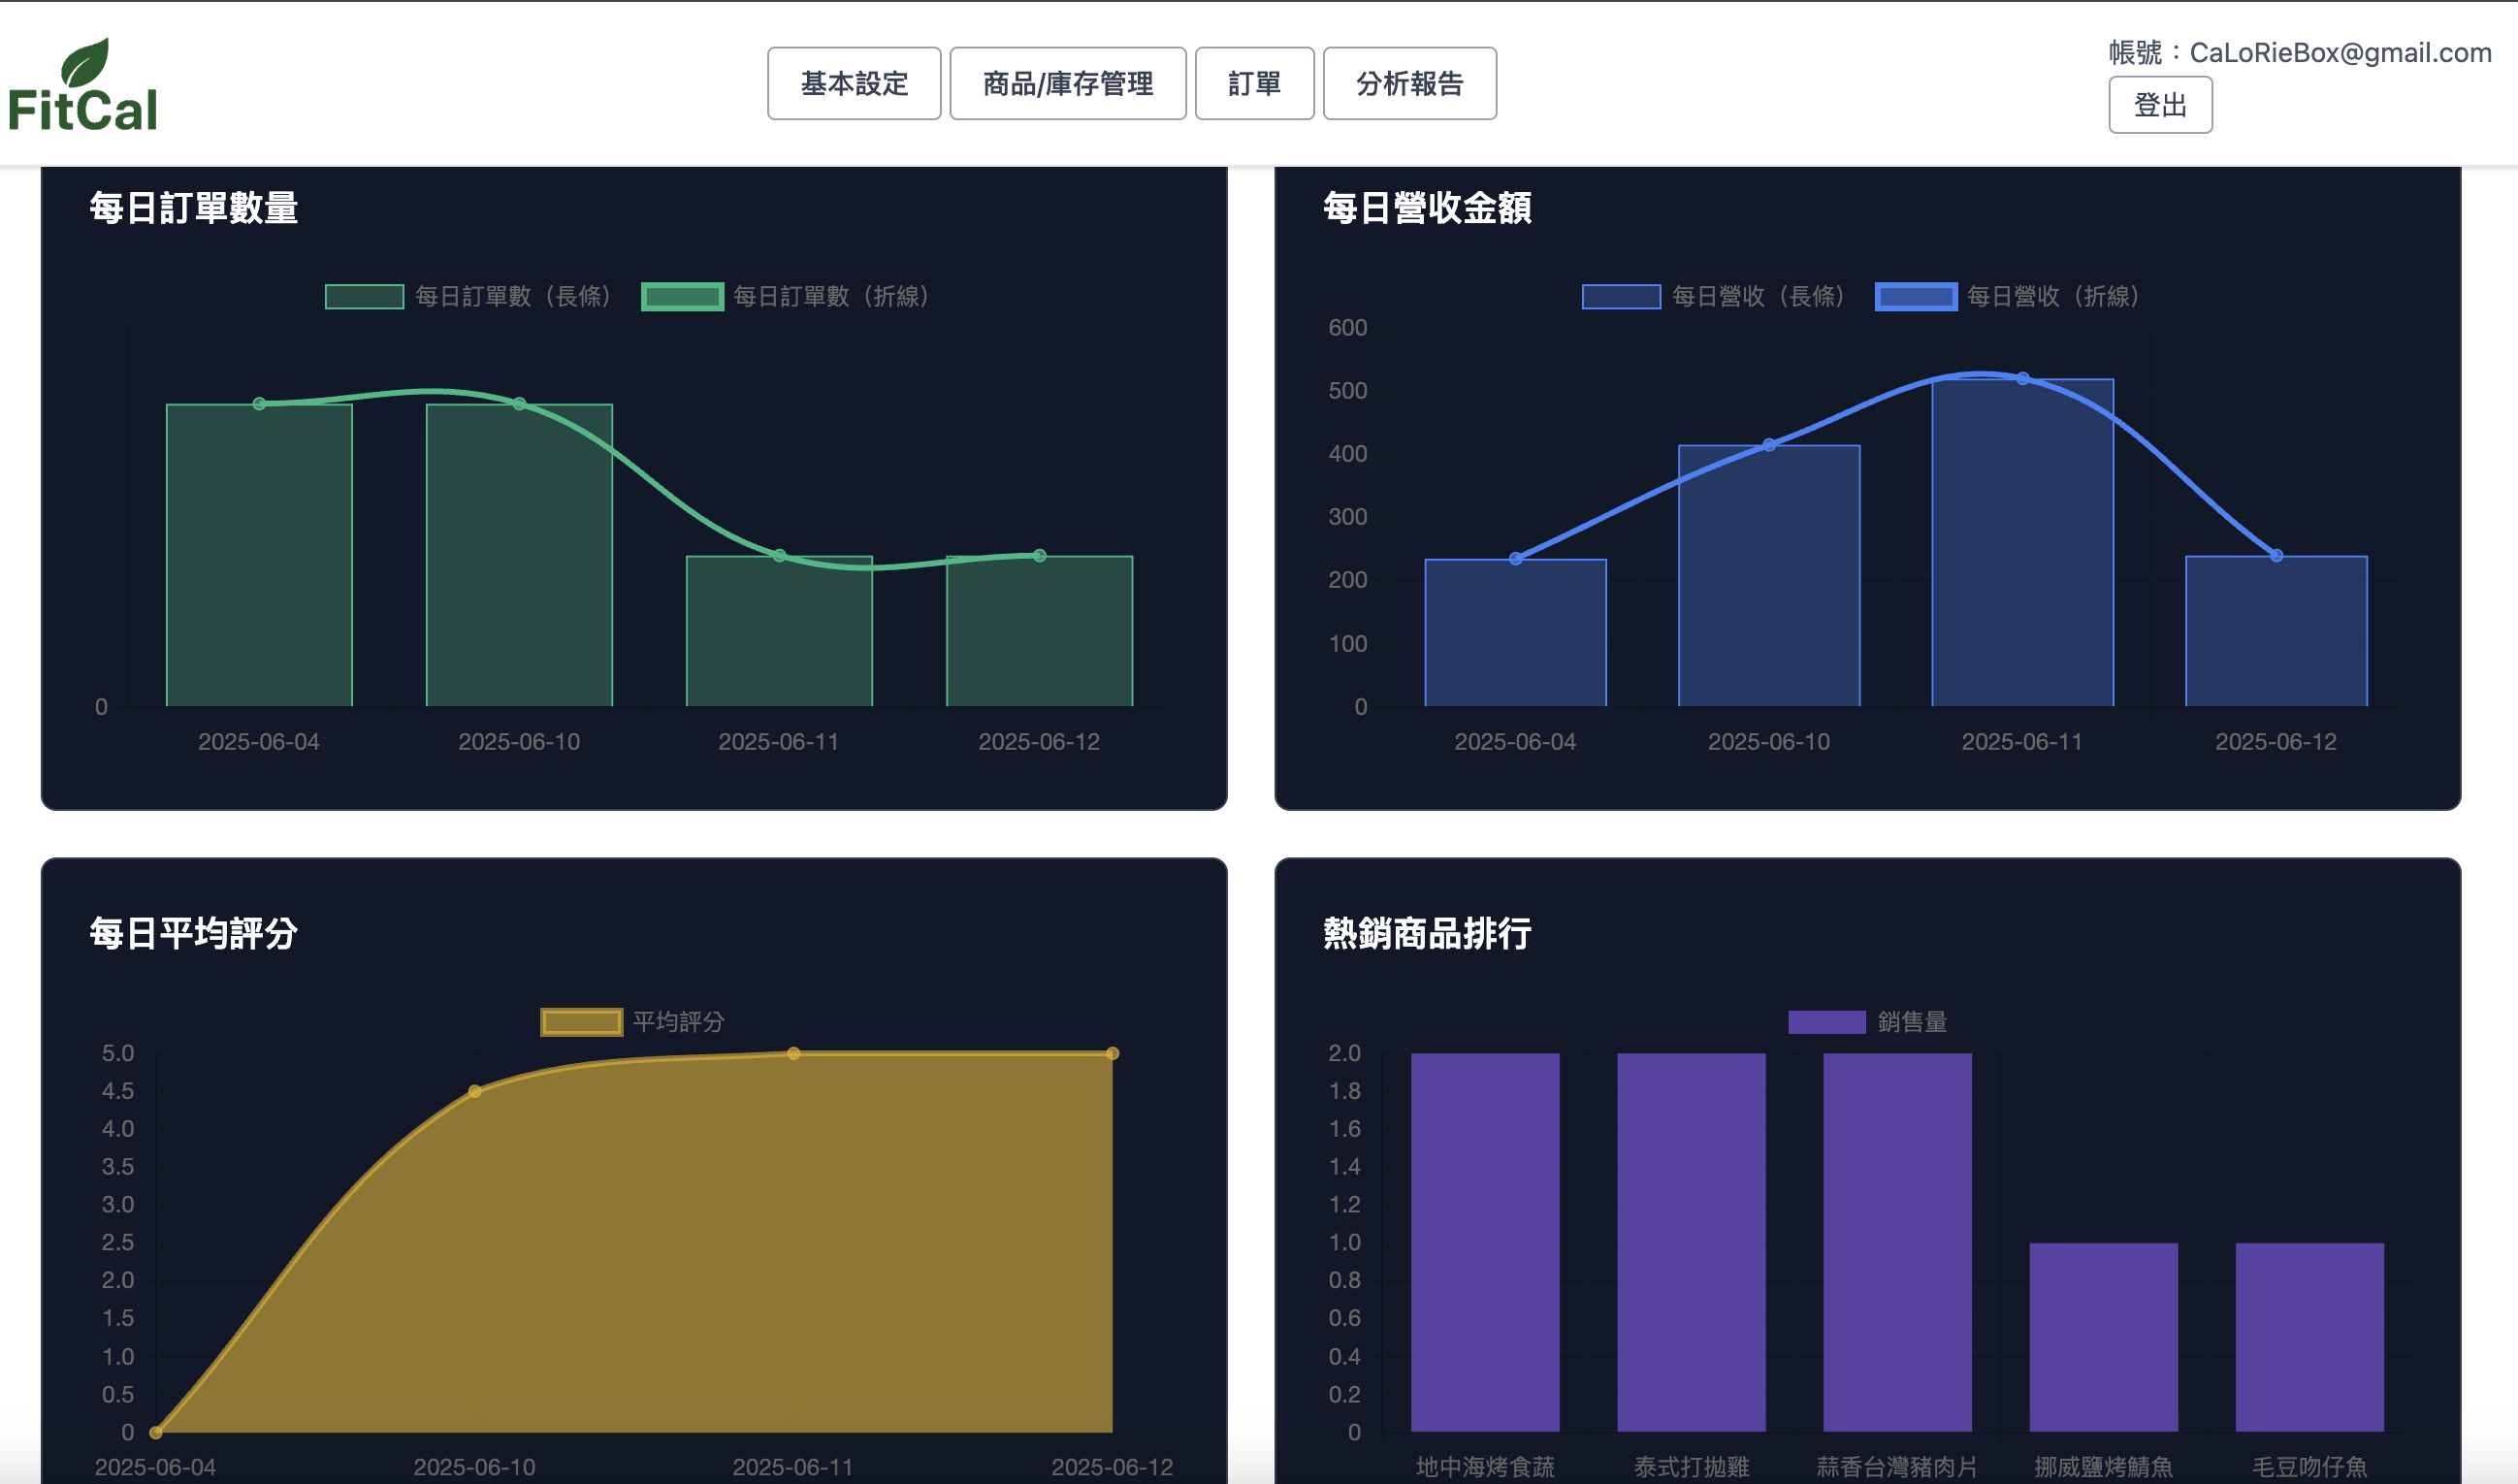 FitCal
基本設定
商品/庫存管理
訂單
分析報告
帳號：CaLoRieBox@gmail.com
登出
每日訂單數量
每日訂單數（長條） 每日訂單數（折線）
0
2025-06-04 2025-06-10 2025-06-11 2025-06-12
每日營收金額
每日營收（長條） 每日營收（折線）
600
500
400
300
200
100
0
2025-06-04 2025-06-10 2025-06-11 2025-06-12
每日平均評分
平均評分
5.0
4.5
4.0
3.5
3.0
2.5
2.0
1.5
1.0
0.5
0
2025-06-04 2025-06-10 2025-06-11 2025-06-12
熱銷商品排行
銷售量
2.0
1.8
1.6
1.4
1.2
1.0
0.8
0.6
0.4
0.2
0
地中海烤食蔬 泰式打拋雞 蒜香台灣豬肉片 挪威鹽烤鯖魚 毛豆吻仔魚